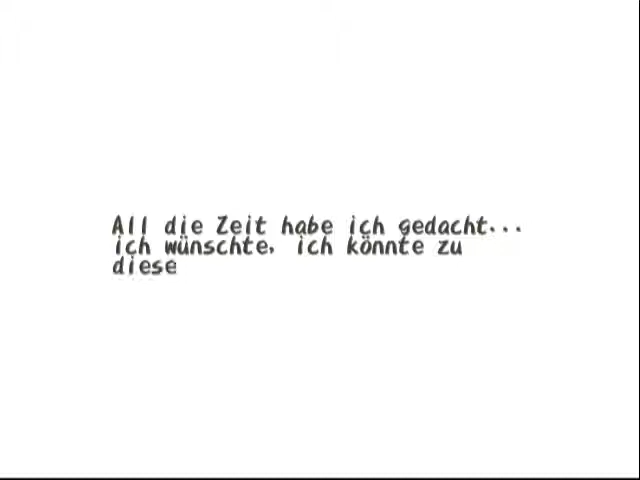 All die Zeit habe ich gedacht...
ich wünschte, ich könnte zu
diese